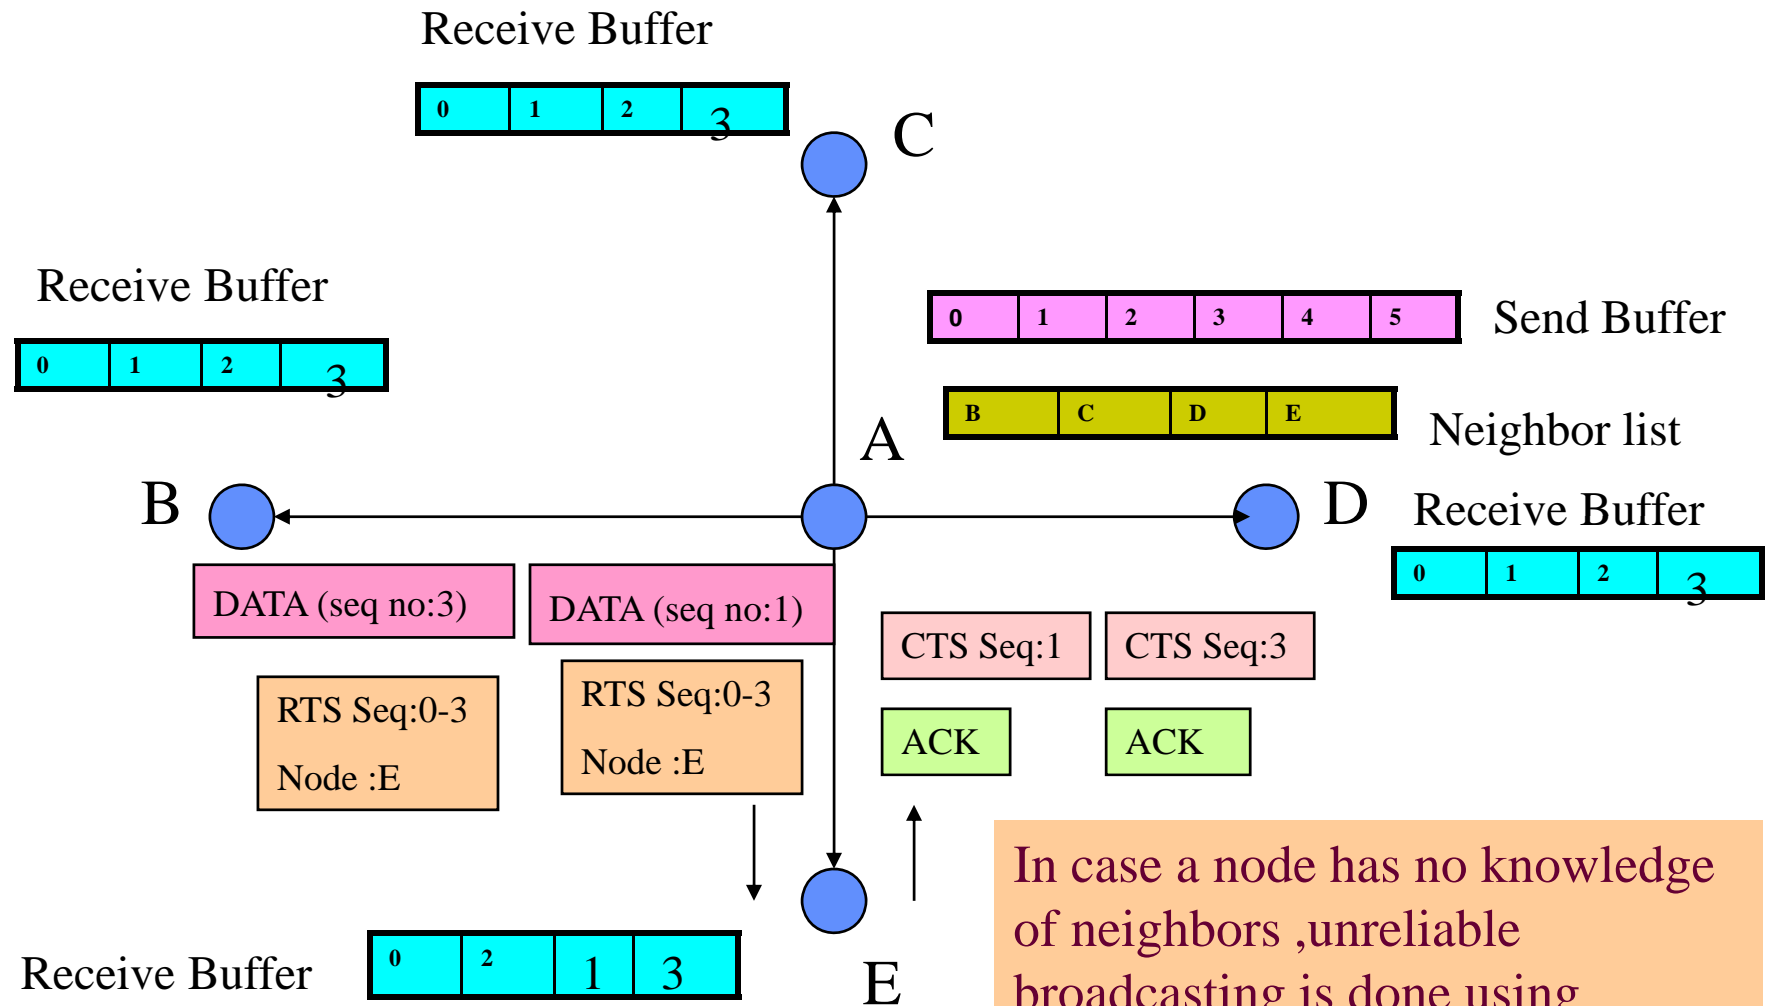 Receive Buffer
0 1 2 3
C
Receive Buffer
0 1 2 3
0 1 2 3 4 5 Send Buffer
B C D E Neighbor list
A
B
D
Receive Buffer
0 1 2 3
DATA (seq no:3)
DATA (seq no:1)
CTS Seq:1
CTS Seq:3
RTS Seq:0-3
Node :E
RTS Seq:0-3
Node :E
ACK
ACK
In case a node has no knowledge
of neighbors ,unreliable
broadcasting is done using
Receive Buffer
0 2 1 3
E